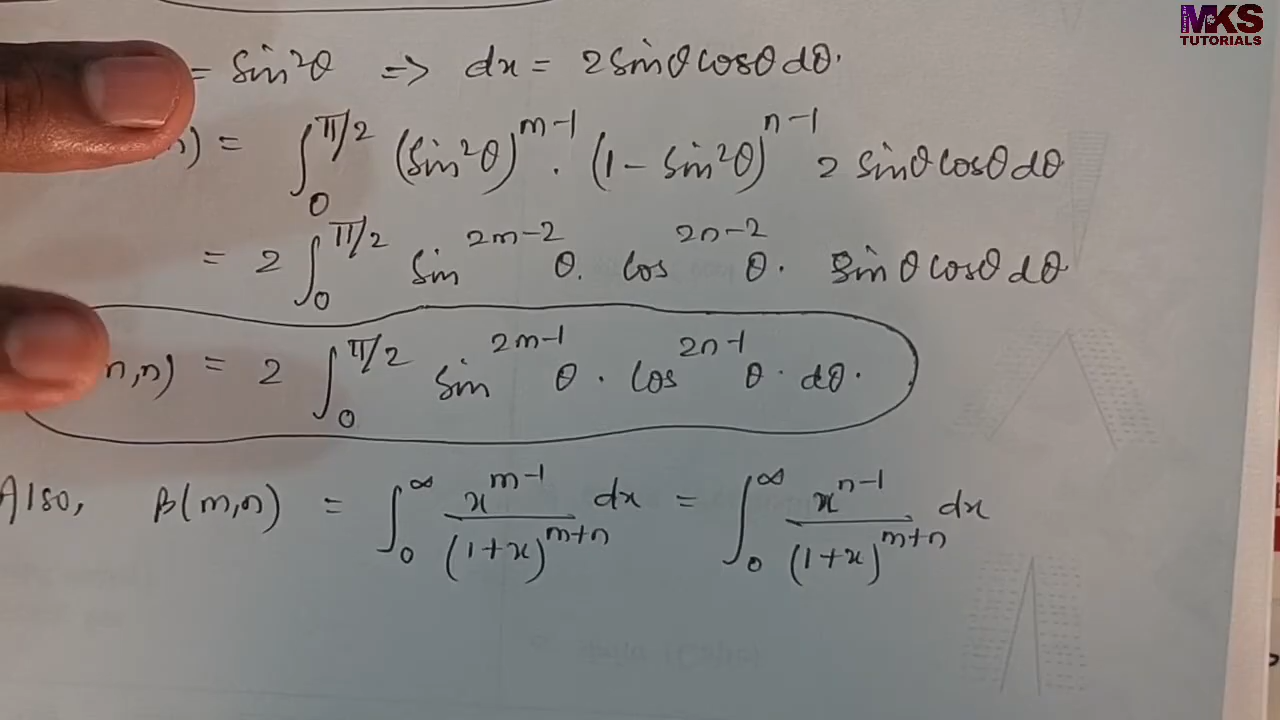 MKS
TUTORIALS
= sin²θ => dx = 2 sinθ cosθ dθ.
) = ∫₀^{π/2} (sin²θ)^{m-1} . (1 - sin²θ)^{n-1} 2 sinθ cosθ dθ
= 2 ∫₀^{π/2} sin^{2m-2} θ. cos^{2n-2} θ. sinθ cosθ dθ
,n) = 2 ∫₀^{π/2} sin^{2m-1} θ . cos^{2n-1} θ . dθ.
Also, β(m,n) = ∫₀^∞ x^{m-1}/(1+x)^{m+n} dx = ∫₀^∞ x^{n-1}/(1+x)^{m+n} dx